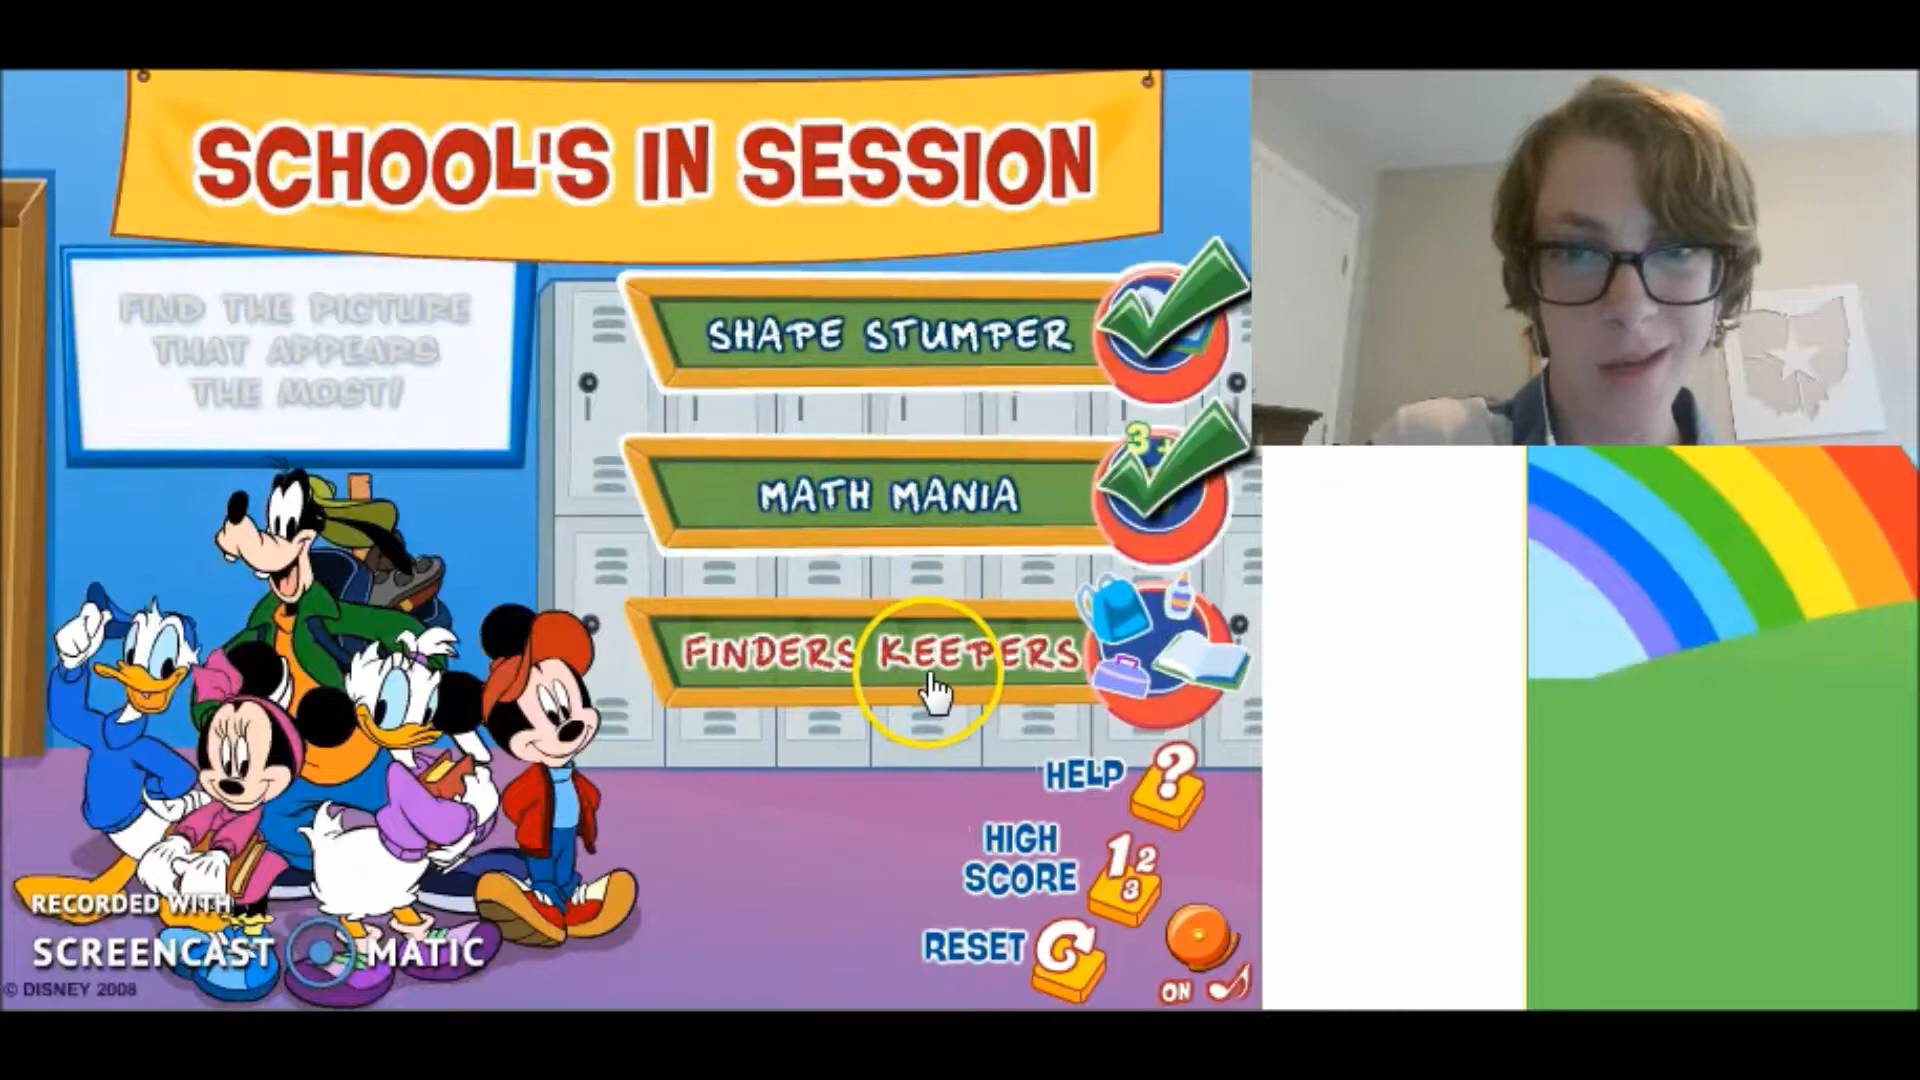 SCHOOL'S IN SESSION
FIND THE PICTURE
THAT APPEARS
THE MOST!
SHAPE STUMPER
3+
MATH MANIA
FINDERS KEEPERS
HELP ?
HIGH
SCORE
1 2 3
RESET
ON
RECORDED WITH
SCREENCAST MATIC
© DISNEY 2008